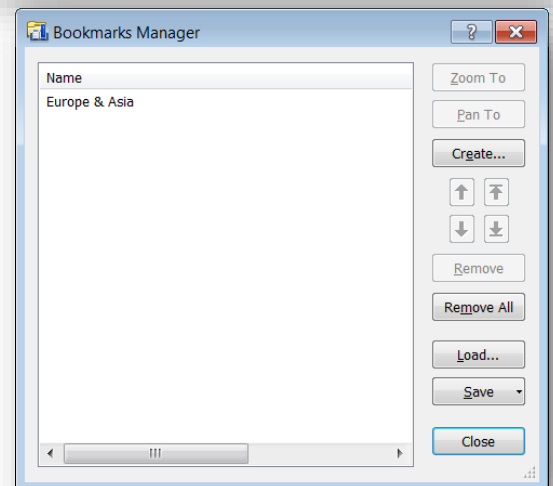 Bookmarks Manager
?
Name
Europe & Asia
Zoom To
Pan To
Create...
Remove
Remove All
Load...
Save
Close